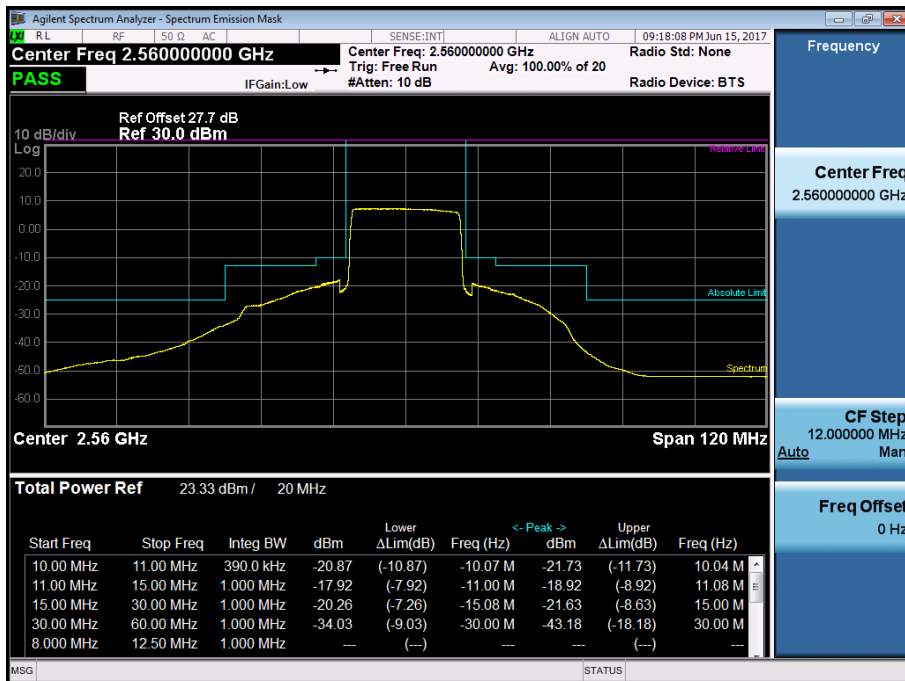 Agilent Spectrum Analyzer - Spectrum Emission Mask
LXI RL RF 50 Ω AC SENSE:INT ALIGN AUTO 09:18:08 PM Jun 15, 2017
Center Freq 2.560000000 GHz
PASS
IFGain:Low
Center Freq: 2.560000000 GHz
Trig: Free Run Avg: 100.00% of 20
#Atten: 10 dB
Radio Std: None
Radio Device: BTS
Ref Offset 27.7 dB
10 dB/div Ref 30.0 dBm
Log
Relative Limit
20.0
10.0
0.00
-10.0
-20.0
Absolute Limit
-30.0
-40.0
-50.0
Spectrum
-60.0
Center 2.56 GHz Span 120 MHz
Total Power Ref 23.33 dBm / 20 MHz
Lower <- Peak -> Upper
Start Freq Stop Freq Integ BW dBm ΔLim(dB) Freq (Hz) dBm ΔLim(dB) Freq (Hz)
10.00 MHz 11.00 MHz 390.0 kHz -20.87 (-10.87) -10.07 M -21.73 (-11.73) 10.04 M
11.00 MHz 15.00 MHz 1.000 MHz -17.92 (-7.92) -11.00 M -18.92 (-8.92) 11.08 M
15.00 MHz 30.00 MHz 1.000 MHz -20.26 (-7.26) -15.08 M -21.63 (-8.63) 15.00 M
30.00 MHz 60.00 MHz 1.000 MHz -34.03 (-9.03) -30.00 M -43.18 (-18.18) 30.00 M
8.000 MHz 12.50 MHz 1.000 MHz --- (---) --- --- (---) ---
MSG STATUS
Frequency
Center Freq
2.560000000 GHz
CF Step
12.000000 MHz
Auto Man
Freq Offset
0 Hz